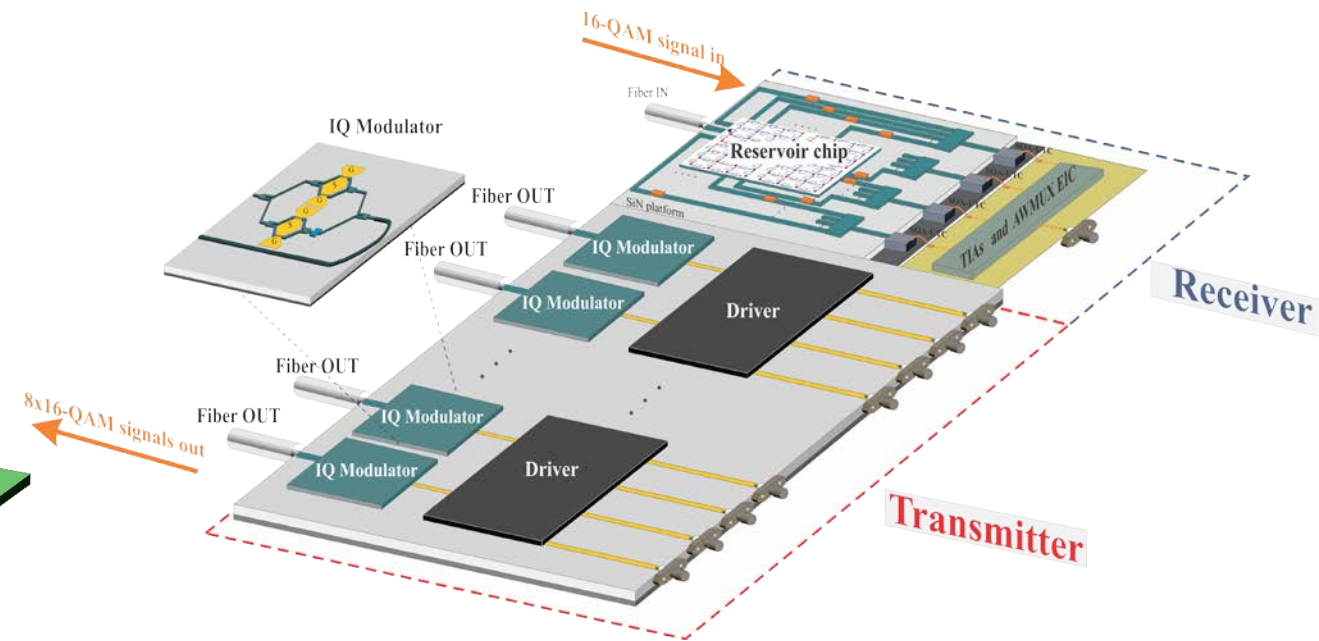 16-QAM signal in
Fiber IN
IQ Modulator
Reservoir chip
Fiber OUT
SiN platform
IQ Modulator
TIAs and AWMUX EIC
Fiber OUT
IQ Modulator
Driver
Receiver
G
S
G
G
S
G
Fiber OUT
IQ Modulator
Fiber OUT
8x16-QAM signals out
IQ Modulator
Driver
Transmitter